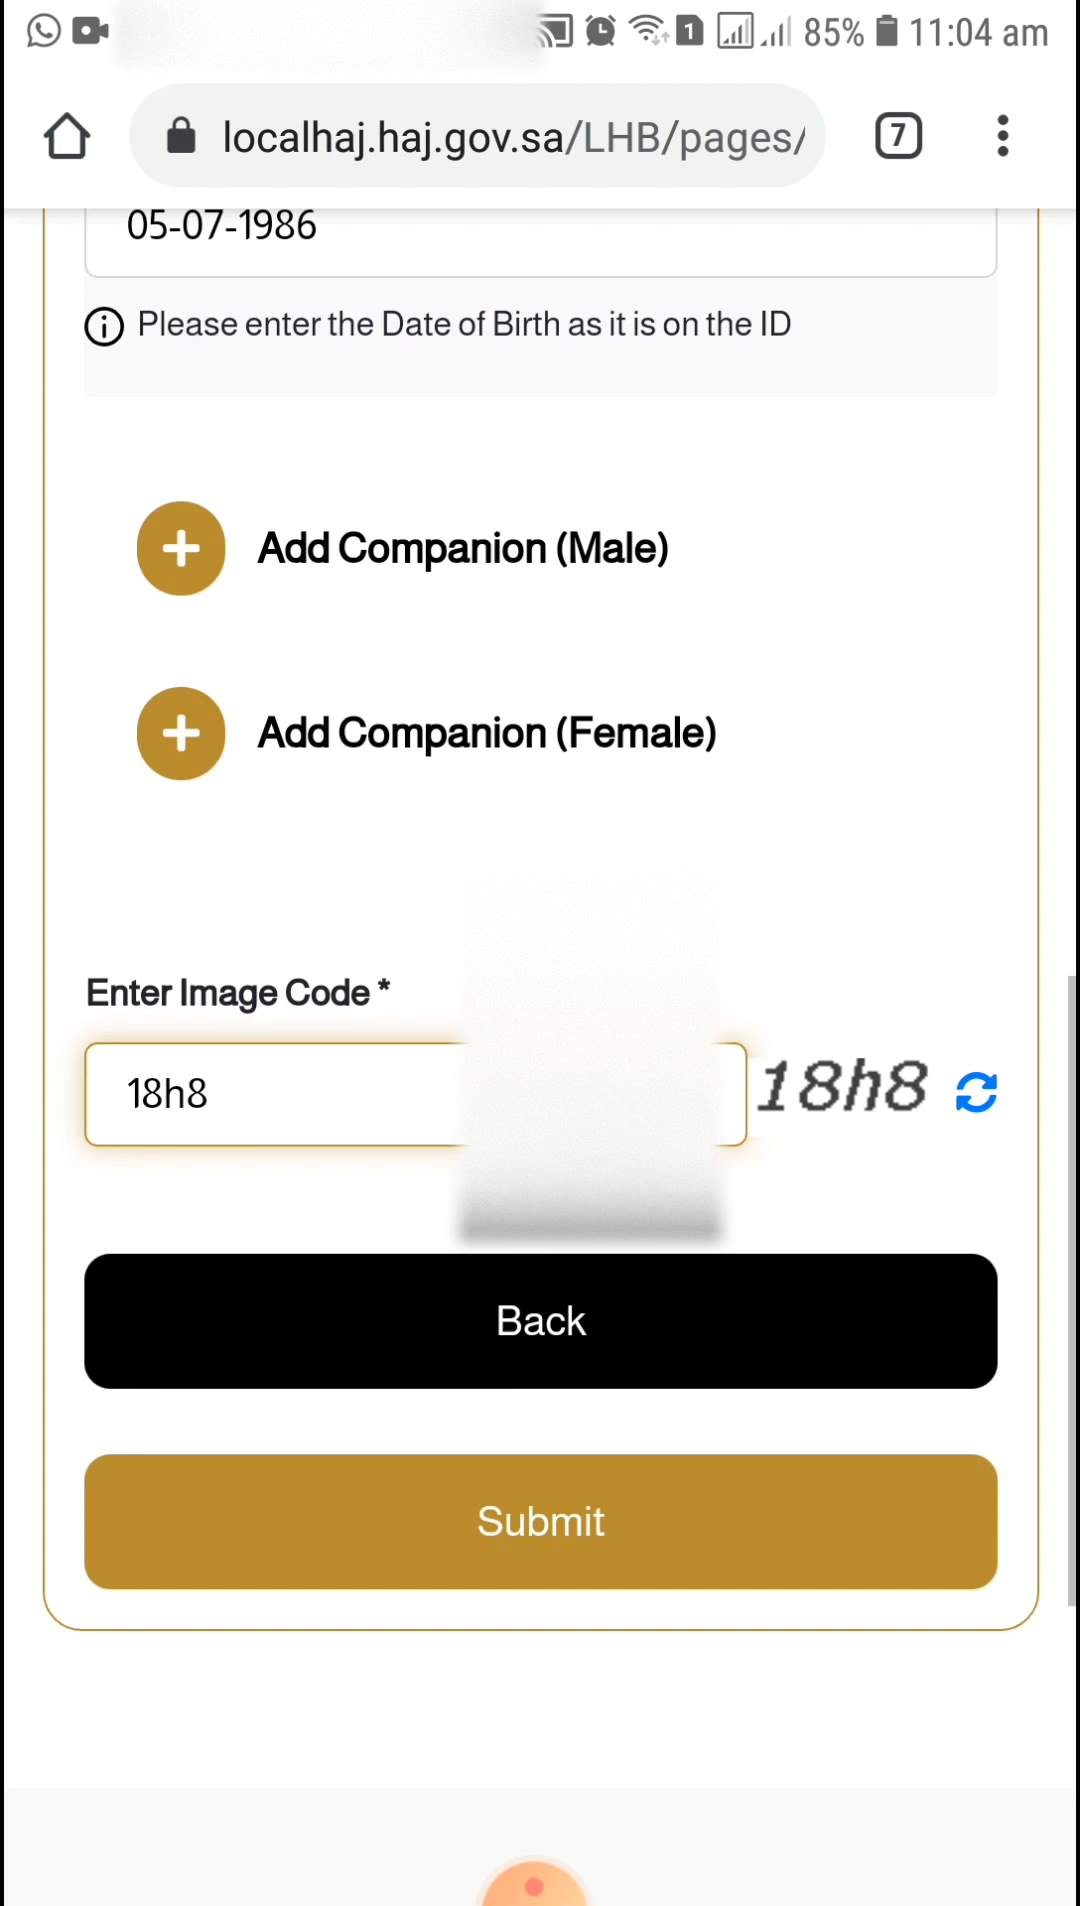 1 85% 11:04 am
localhaj.haj.gov.sa/LHB/pages/ 7
05-07-1986
Please enter the Date of Birth as it is on the ID
Add Companion (Male)
Add Companion (Female)
Enter Image Code *
18h8 18h8
Back
Submit